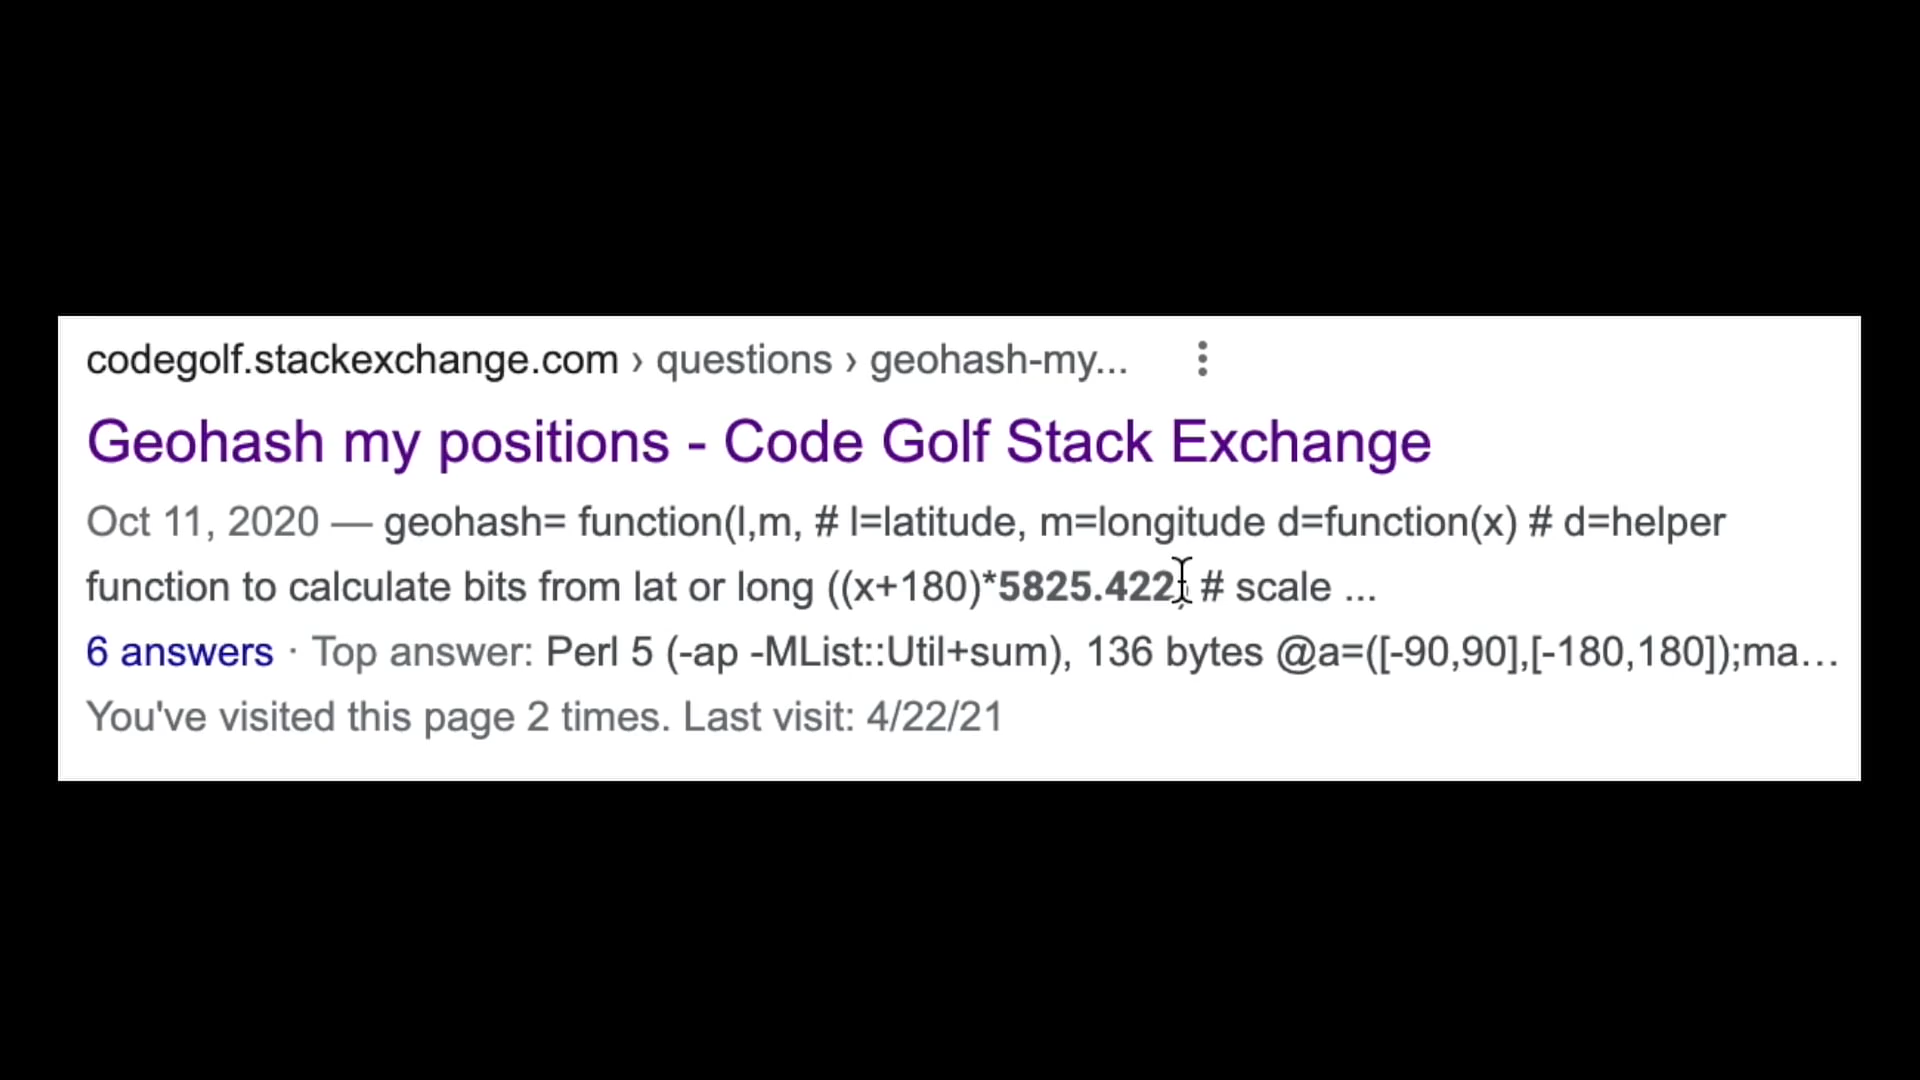 codegolf.stackexchange.com › questions › geohash-my...
Geohash my positions - Code Golf Stack Exchange
Oct 11, 2020 — geohash= function(l,m, # l=latitude, m=longitude d=function(x) # d=helper
function to calculate bits from lat or long ((x+180)*5825.422, # scale ...
6 answers · Top answer: Perl 5 (-ap -MList::Util+sum), 136 bytes @a=([-90,90],[-180,180]);ma...
You've visited this page 2 times. Last visit: 4/22/21